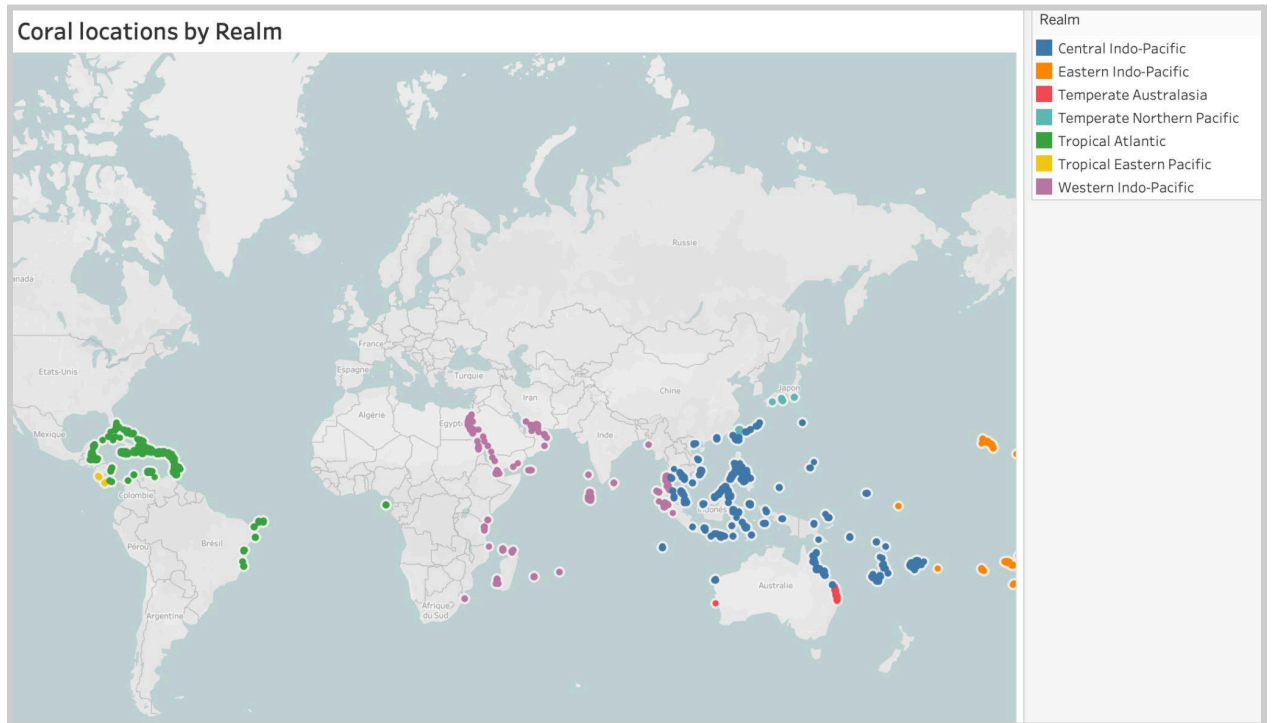 Coral locations by Realm
Realm
Central Indo-Pacific
Eastern Indo-Pacific
Temperate Australasia
Temperate Northern Pacific
Tropical Atlantic
Tropical Eastern Pacific
Western Indo-Pacific
Russie
anada
France
Etats-Unis
Espagne
Turquie
Chine
Japon
Iran
Algérie
Egypt
Mexique
Inde
Colombie
Indonés
Pérou
Brésil
Australie
Afrique
du Sud
Argentine